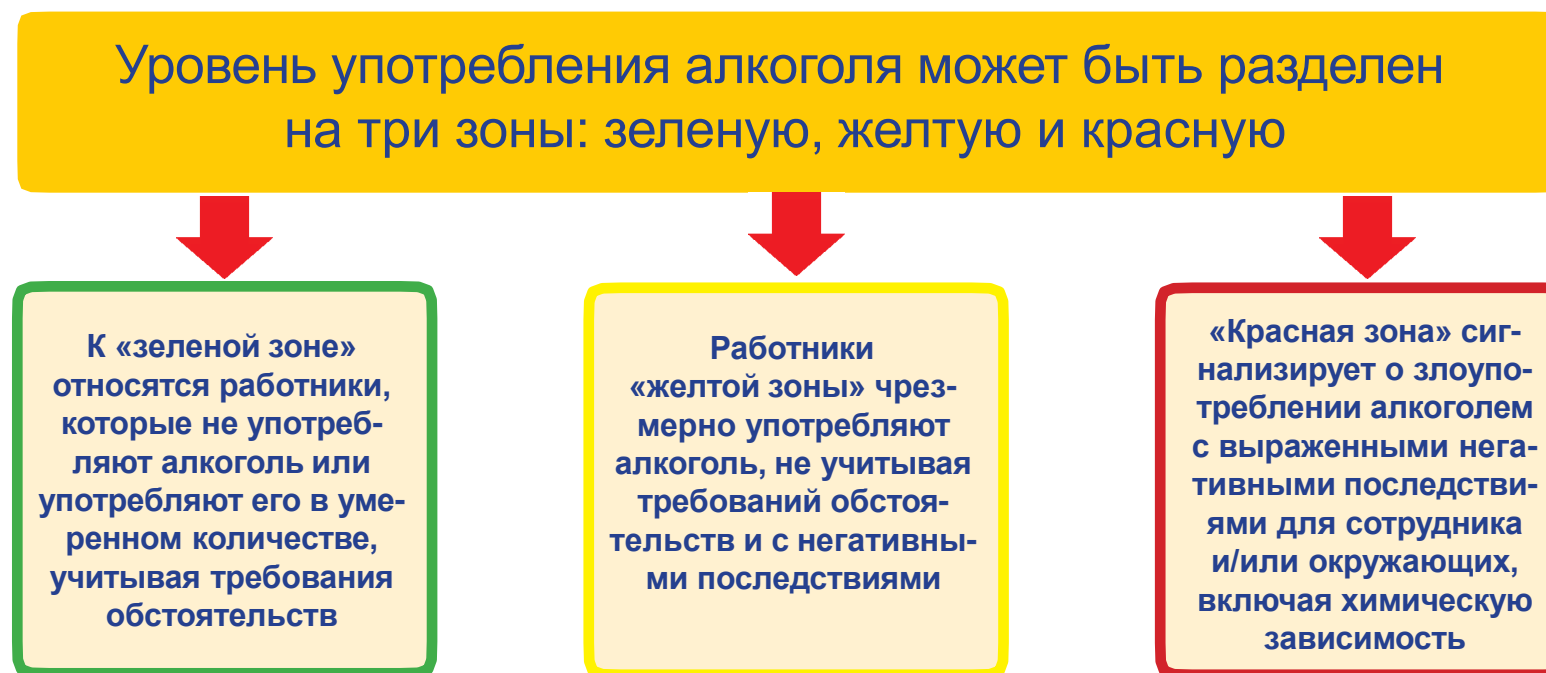 Уровень употребления алкоголя может быть разделен
на три зоны: зеленую, желтую и красную
К «зеленой зоне»
относятся работники,
которые не употреб-
ляют алкоголь или
употребляют его в уме-
ренном количестве,
учитывая требования
обстоятельств
Работники
«желтой зоны» чрез-
мерно употребляют
алкоголь, не учитывая
требований обстоя-
тельств и с негативны-
ми последствиями
«Красная зона» сиг-
нализирует о злоупо-
треблении алкоголем
с выраженными нега-
тивными последстви-
ями для сотрудника
и/или окружающих,
включая химическую
зависимость